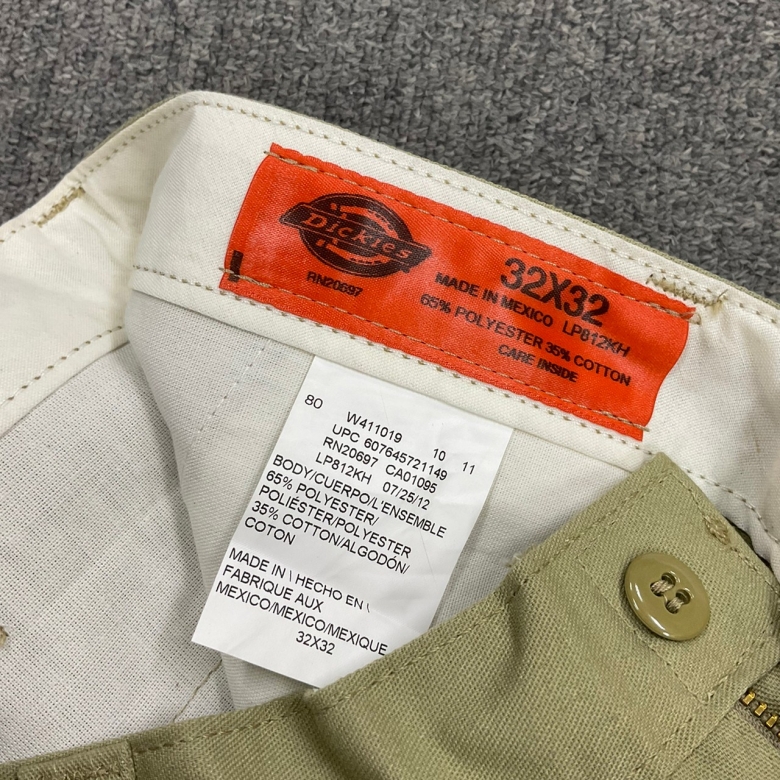 Dickies
RN20697
32X32
MADE IN MEXICO LP812KH
65% POLYESTER 35% COTTON
CARE INSIDE
80 W411019 10 11
UPC 607645721149
RN20697 CA01095
LP812KH 07/25/12
BODY/CUERPO/L'ENSEMBLE
65% POLYESTER/
POLIÉSTER/POLYESTER
35% COTTON/ALGODÓN/
COTON
MADE IN \ HECHO EN \
FABRIQUE AUX
MEXICO/MEXICO/MEXIQUE
32X32